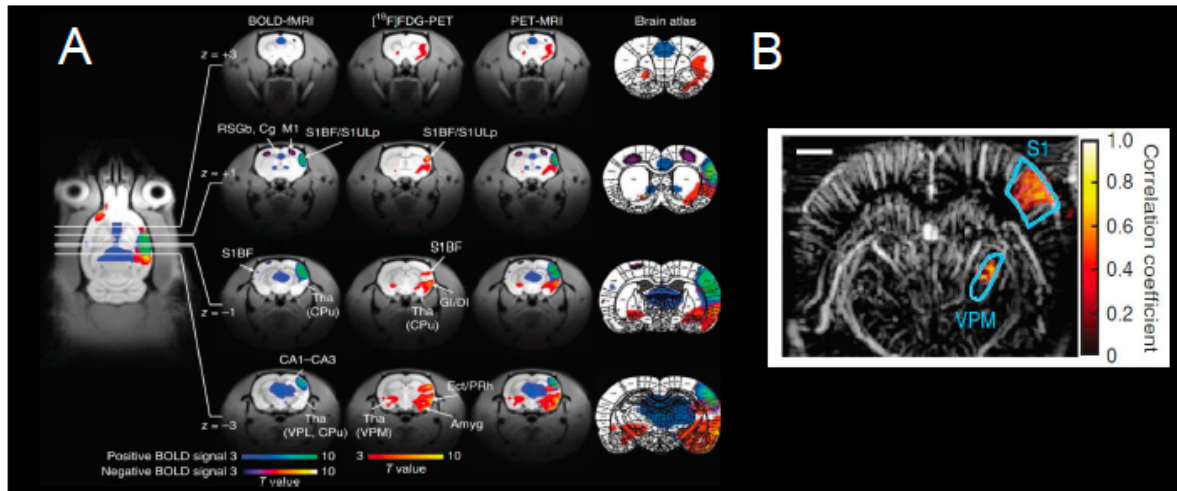 A
BOLD-fMRI
[¹⁸F]FDG-PET
PET-MRI
Brain atlas
z = +3
RSGb, Cg M1
S1BF/S1ULp
S1BF/S1ULp
z = +1
S1BF
S1BF
Tha
(CPu)
GI/DI
Tha
(CPu)
z = −1
CA1–CA3
Ect/PRh
Tha
(VPL, CPu)
Tha
(VPM)
Amyg
z = −3
Positive BOLD signal 3 10
Negative BOLD signal 3 10
T value
3 10
T value
B
S1
VPM
1.0
0.8
0.6
0.4
0.2
0
Correlation coefficient